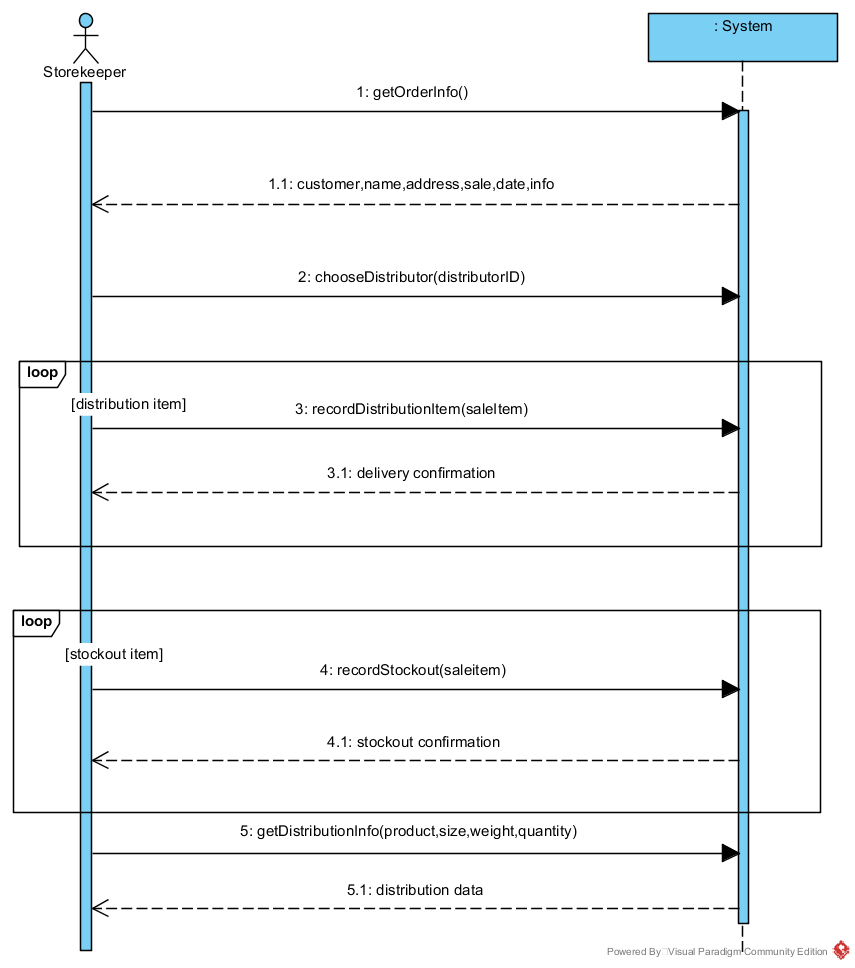 : System
Storekeeper
1: getOrderInfo()
1.1: customer,name,address,sale,date,info
2: chooseDistributor(distributorID)
loop
[distribution item]
3: recordDistributionItem(saleItem)
3.1: delivery confirmation
loop
[stockout item]
4: recordStockout(saleitem)
4.1: stockout confirmation
5: getDistributionInfo(product,size,weight,quantity)
5.1: distribution data
Powered By Visual Paradigm Community Edition